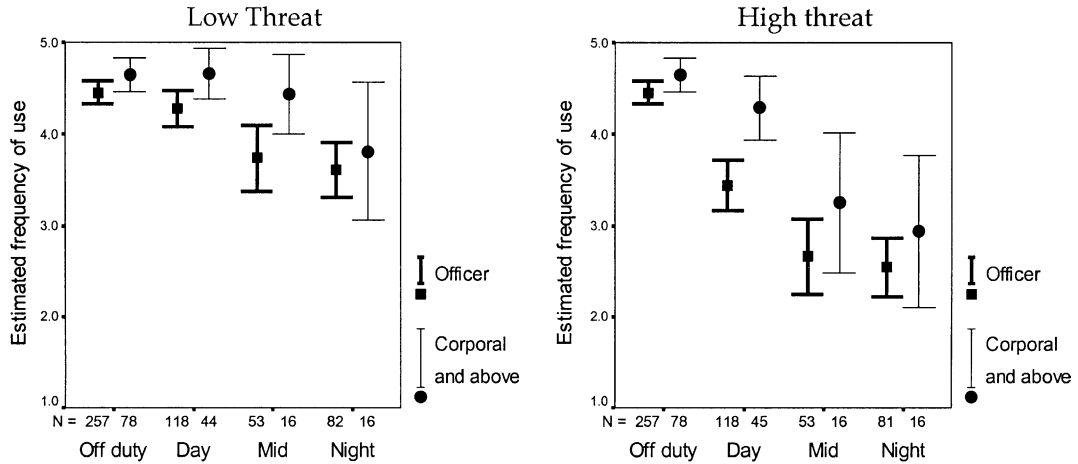 Low Threat
Estimated frequency of use
5.0
4.0
3.0
2.0
1.0
N = 257 78 118 44 53 16 82 16
Off duty Day Mid Night
Officer
Corporal
and above
High threat
Estimated frequency of use
5.0
4.0
3.0
2.0
1.0
N = 257 78 118 45 53 16 81 16
Off duty Day Mid Night
Officer
Corporal
and above